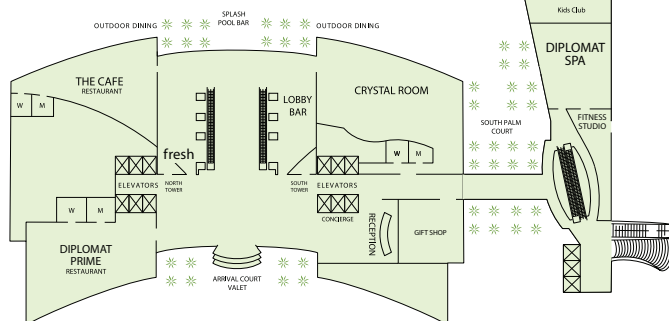 Kids Club
SPLASH
POOL BAR
OUTDOOR DINING
OUTDOOR DINING
DIPLOMAT
SPA
THE CAFE
RESTAURANT
CRYSTAL ROOM
LOBBY
BAR
W M
FITNESS
STUDIO
SOUTH PALM
COURT
fresh
W M
ELEVATORS
NORTH
TOWER
SOUTH
TOWER
ELEVATORS
W M
CONCIERGE
RECEPTION
GIFT SHOP
DIPLOMAT
PRIME
RESTAURANT
ARRIVAL COURT
VALET